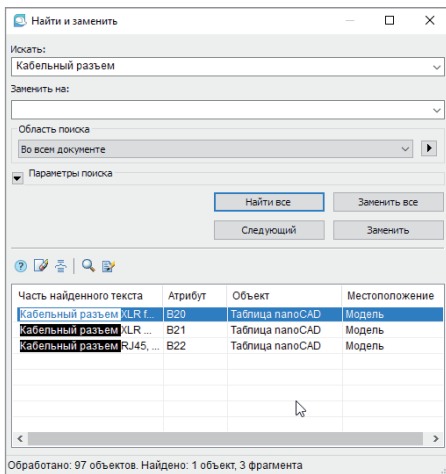 Найти и заменить
Искать:
Кабельный разъем
Заменить на:
Область поиска
Во всем документе
Параметры поиска
Найти все Заменить все
Следующий Заменить
Часть найденного текста Атрибут Объект Местоположение
Кабельный разъем XLR f... B20 Таблица nanoCAD Модель
Кабельный разъем XLR ... B21 Таблица nanoCAD Модель
Кабельный разъем RJ45, ... B22 Таблица nanoCAD Модель
Обработано: 97 объектов. Найдено: 1 объект, 3 фрагмента